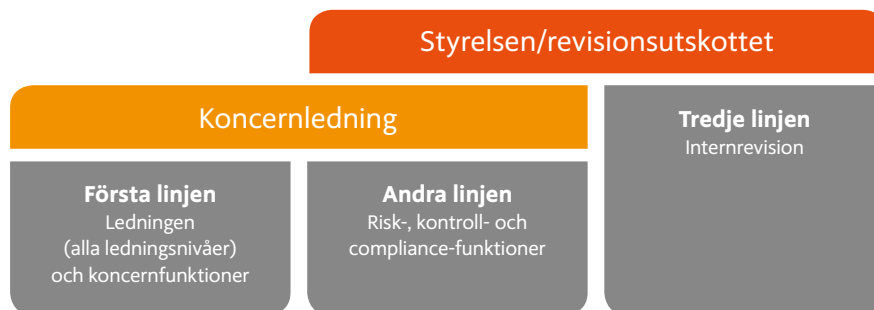 Styrelsen/revisionsutskottet
Koncernledning
Första linjen
Ledningen
(alla ledningsnivåer)
och koncernfunktioner
Andra linjen
Risk-, kontroll- och
compliance-funktioner
Tredje linjen
Internrevision